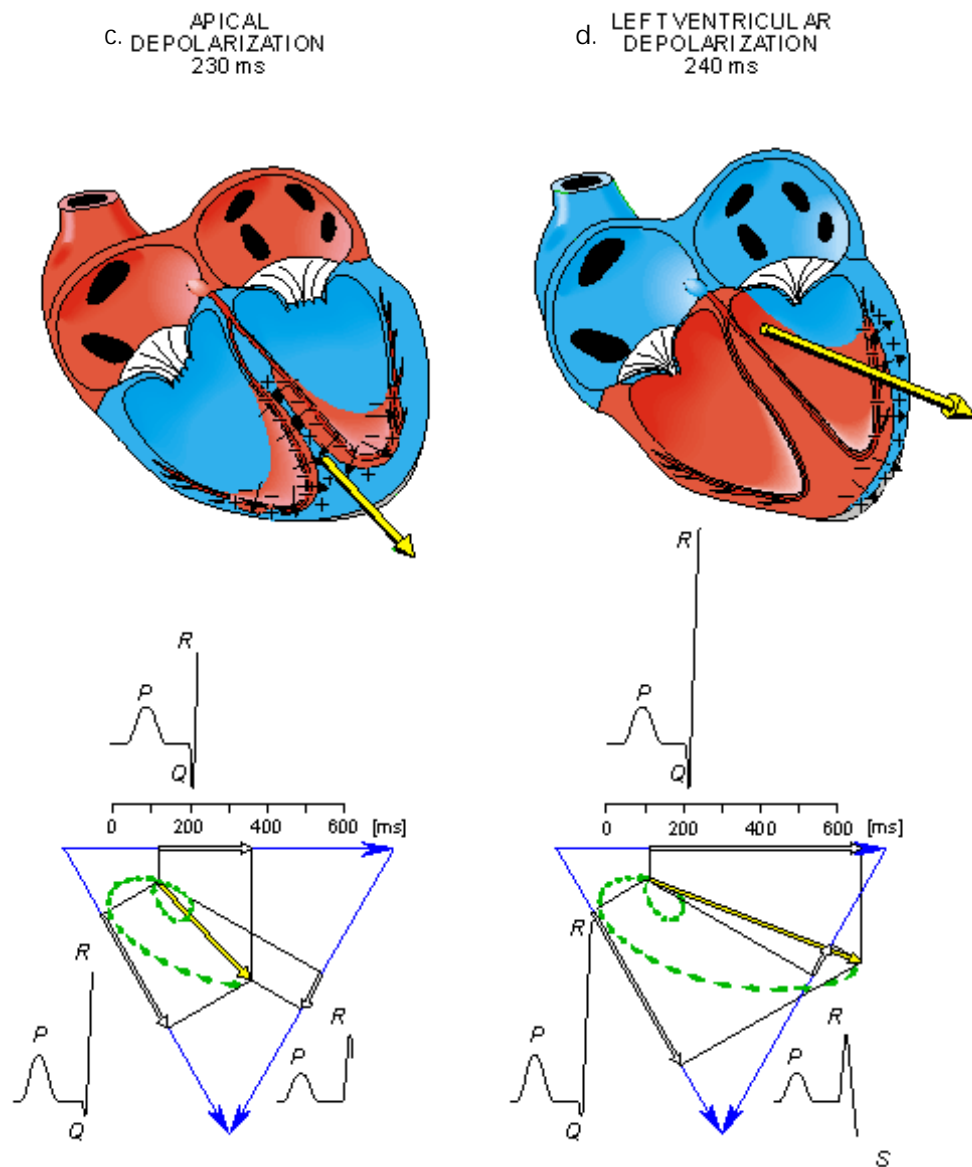 c.
APICAL
DEPOLARIZATION
230 ms
R
P
Q
0 200 400 600 [ms]
R
P
Q
R
P
d.
LEFT VENTRICULAR
DEPOLARIZATION
240 ms
R
P
Q
0 200 400 600 [ms]
R
P
Q
R
P
S